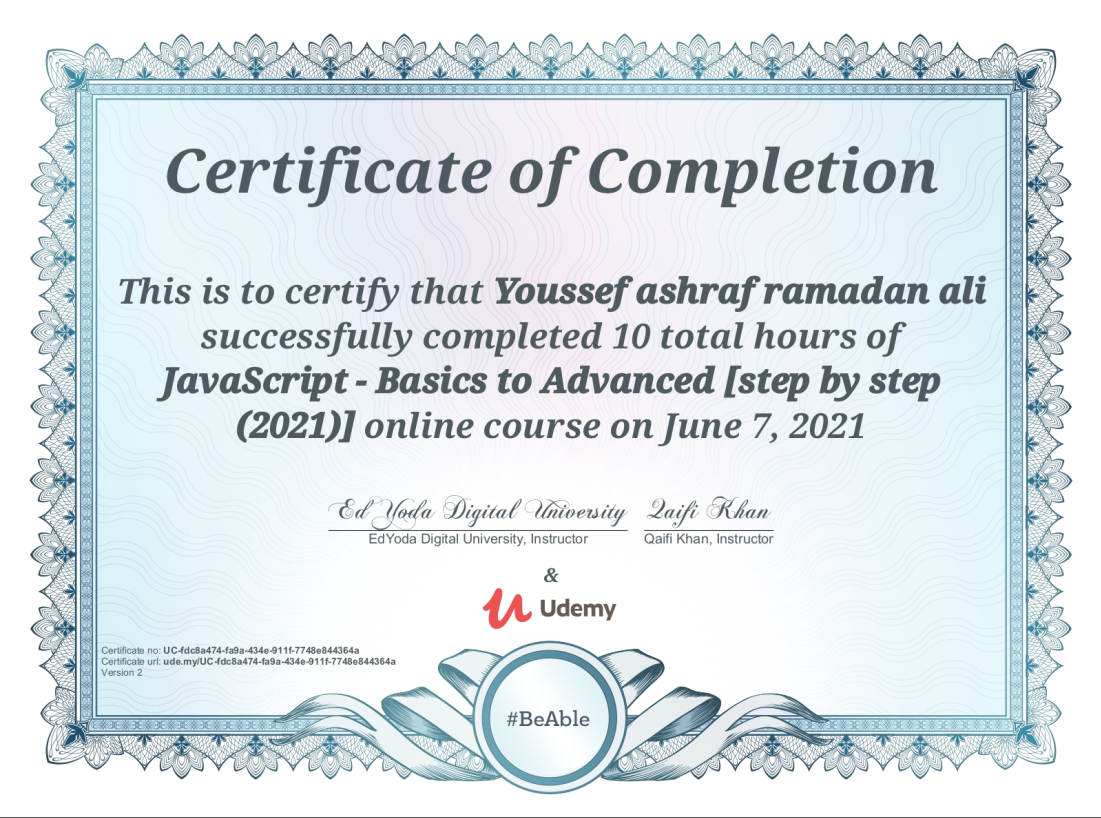 Certificate of Completion
This is to certify that Youssef ashraf ramadan ali
successfully completed 10 total hours of
JavaScript - Basics to Advanced [step by step
(2021)] online course on June 7, 2021
Ed Yoda Digital University Qaifi Khan
EdYoda Digital University, Instructor Qaifi Khan, Instructor
&
Udemy
Certificate no: UC-fdc8a474-fa9a-434e-911f-7748e844364a
Certificate url: ude.my/UC-fdc8a474-fa9a-434e-911f-7748e844364a
Version 2
#BeAble